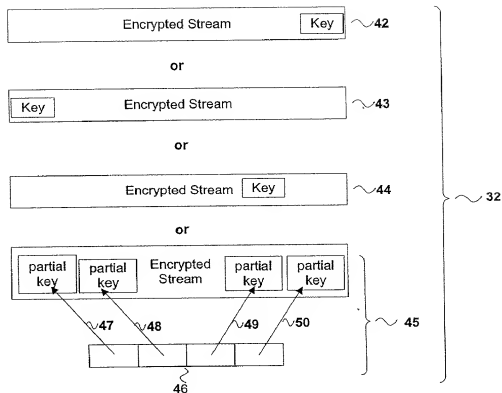 Encrypted Stream Key 42
or
Key Encrypted Stream 43
or
Encrypted Stream Key 44
32
or
partial key partial key Encrypted Stream partial key partial key
47 48 49 50 45
46